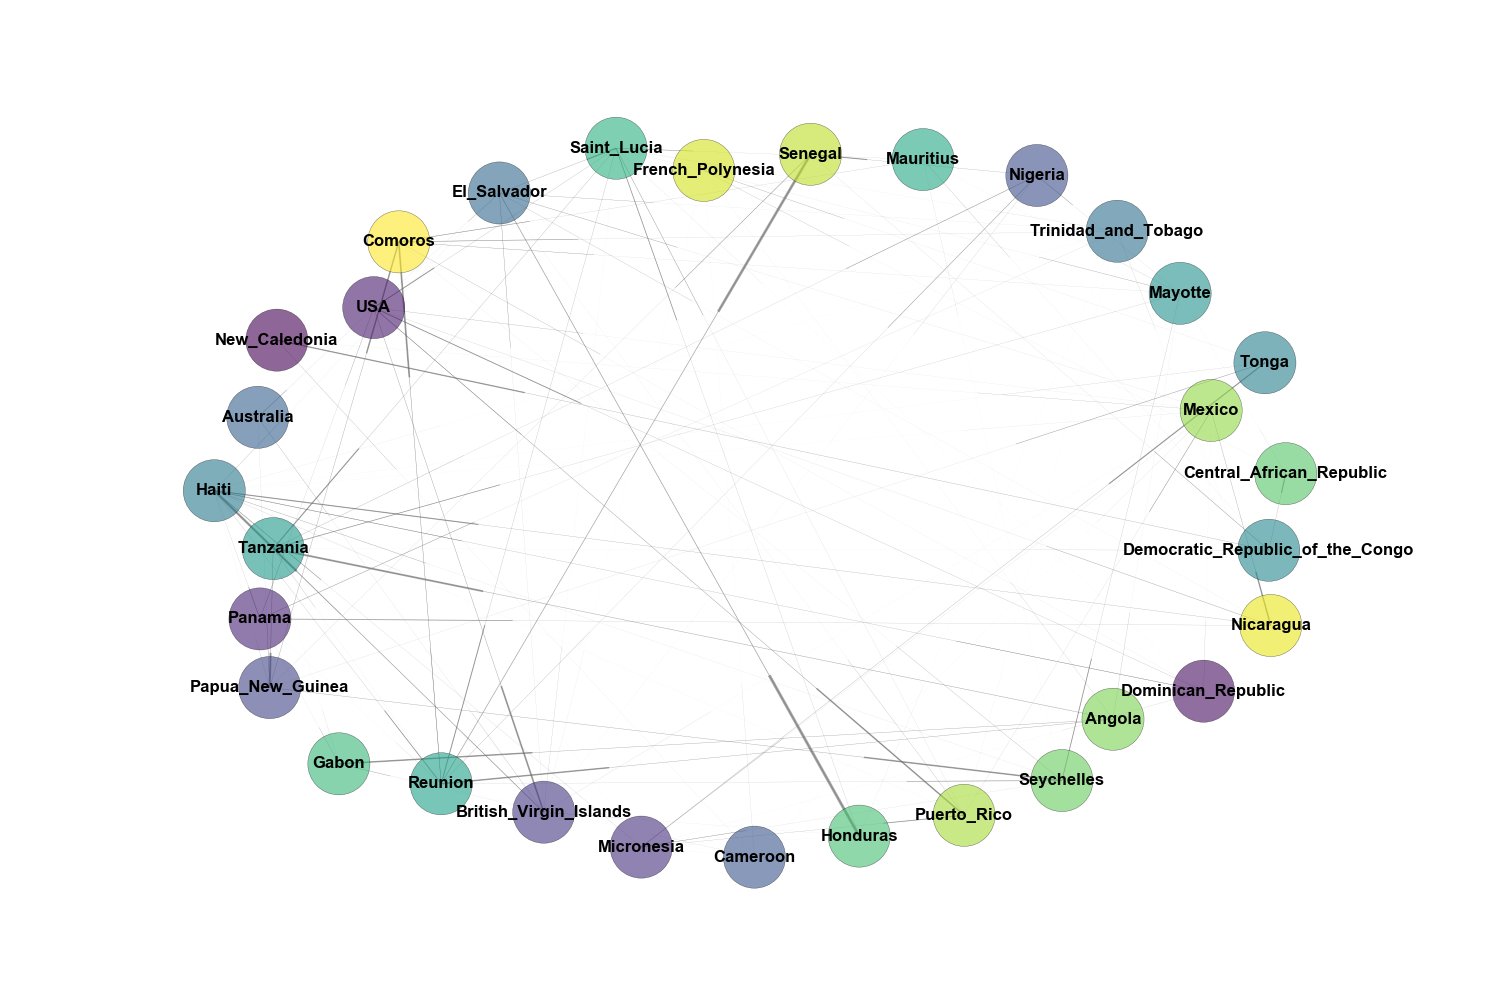 Saint_Lucia
French_Polynesia
Senegal
Mauritius
Nigeria
El_Salvador
Trinidad_and_Tobago
Comoros
Mayotte
USA
New_Caledonia
Tonga
Mexico
Australia
Central_African_Republic
Haiti
Tanzania
Democratic_Republic_of_the_Congo
Panama
Nicaragua
Papua_New_Guinea
Dominican_Republic
Angola
Gabon
Reunion
Seychelles
British_Virgin_Islands
Puerto_Rico
Micronesia
Honduras
Cameroon